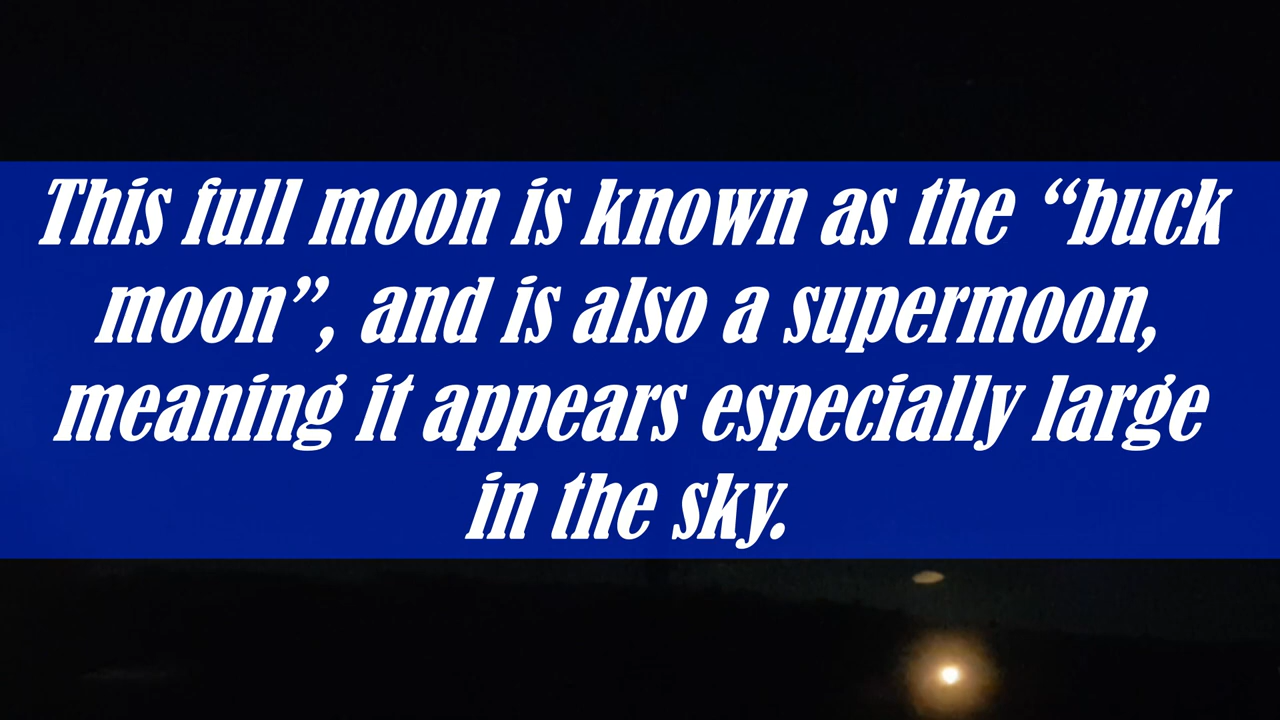 This full moon is known as the “buck
moon”, and is also a supermoon,
meaning it appears especially large
in the sky.